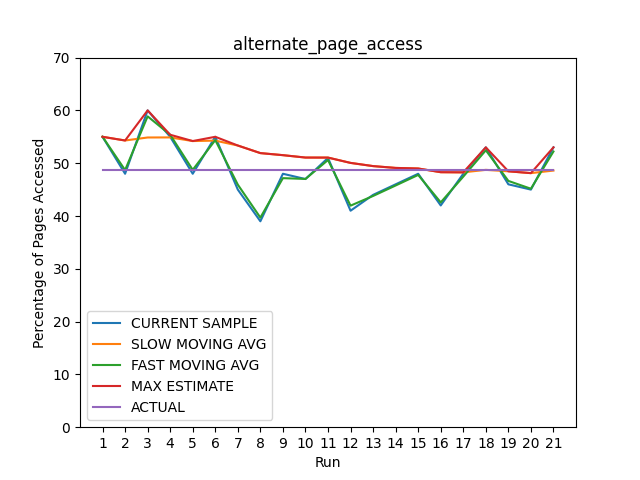 alternate_page_access
70
60
50
40
30
20
10
0
Percentage of Pages Accessed
CURRENT SAMPLE
SLOW MOVING AVG
FAST MOVING AVG
MAX ESTIMATE
ACTUAL
1 2 3 4 5 6 7 8 9 10 11 12 13 14 15 16 17 18 19 20 21
Run